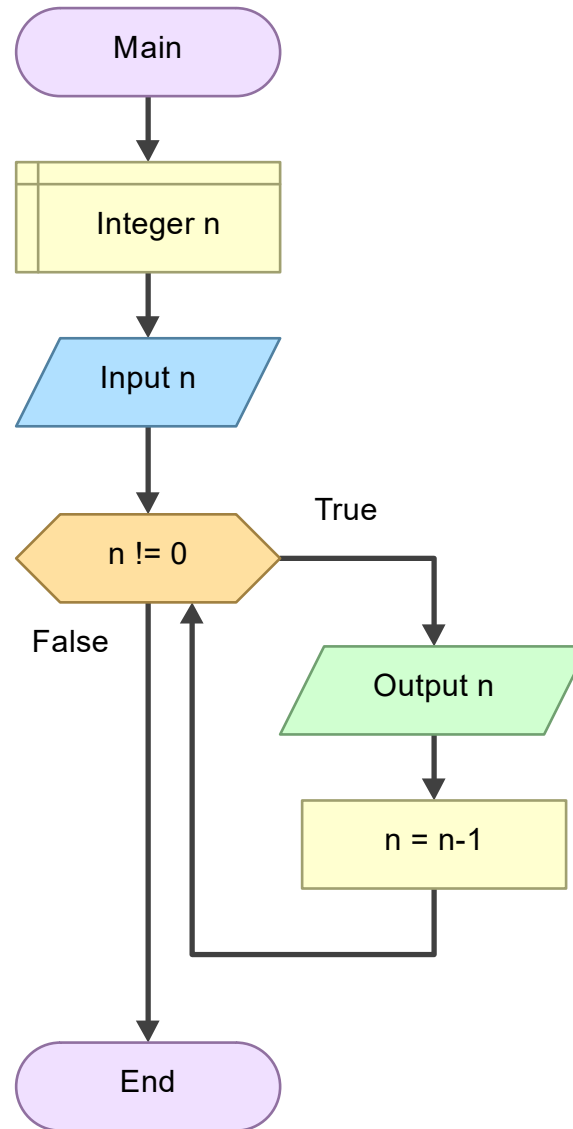 Main
Integer n
Input n
n != 0
True
False
Output n
n = n-1
End